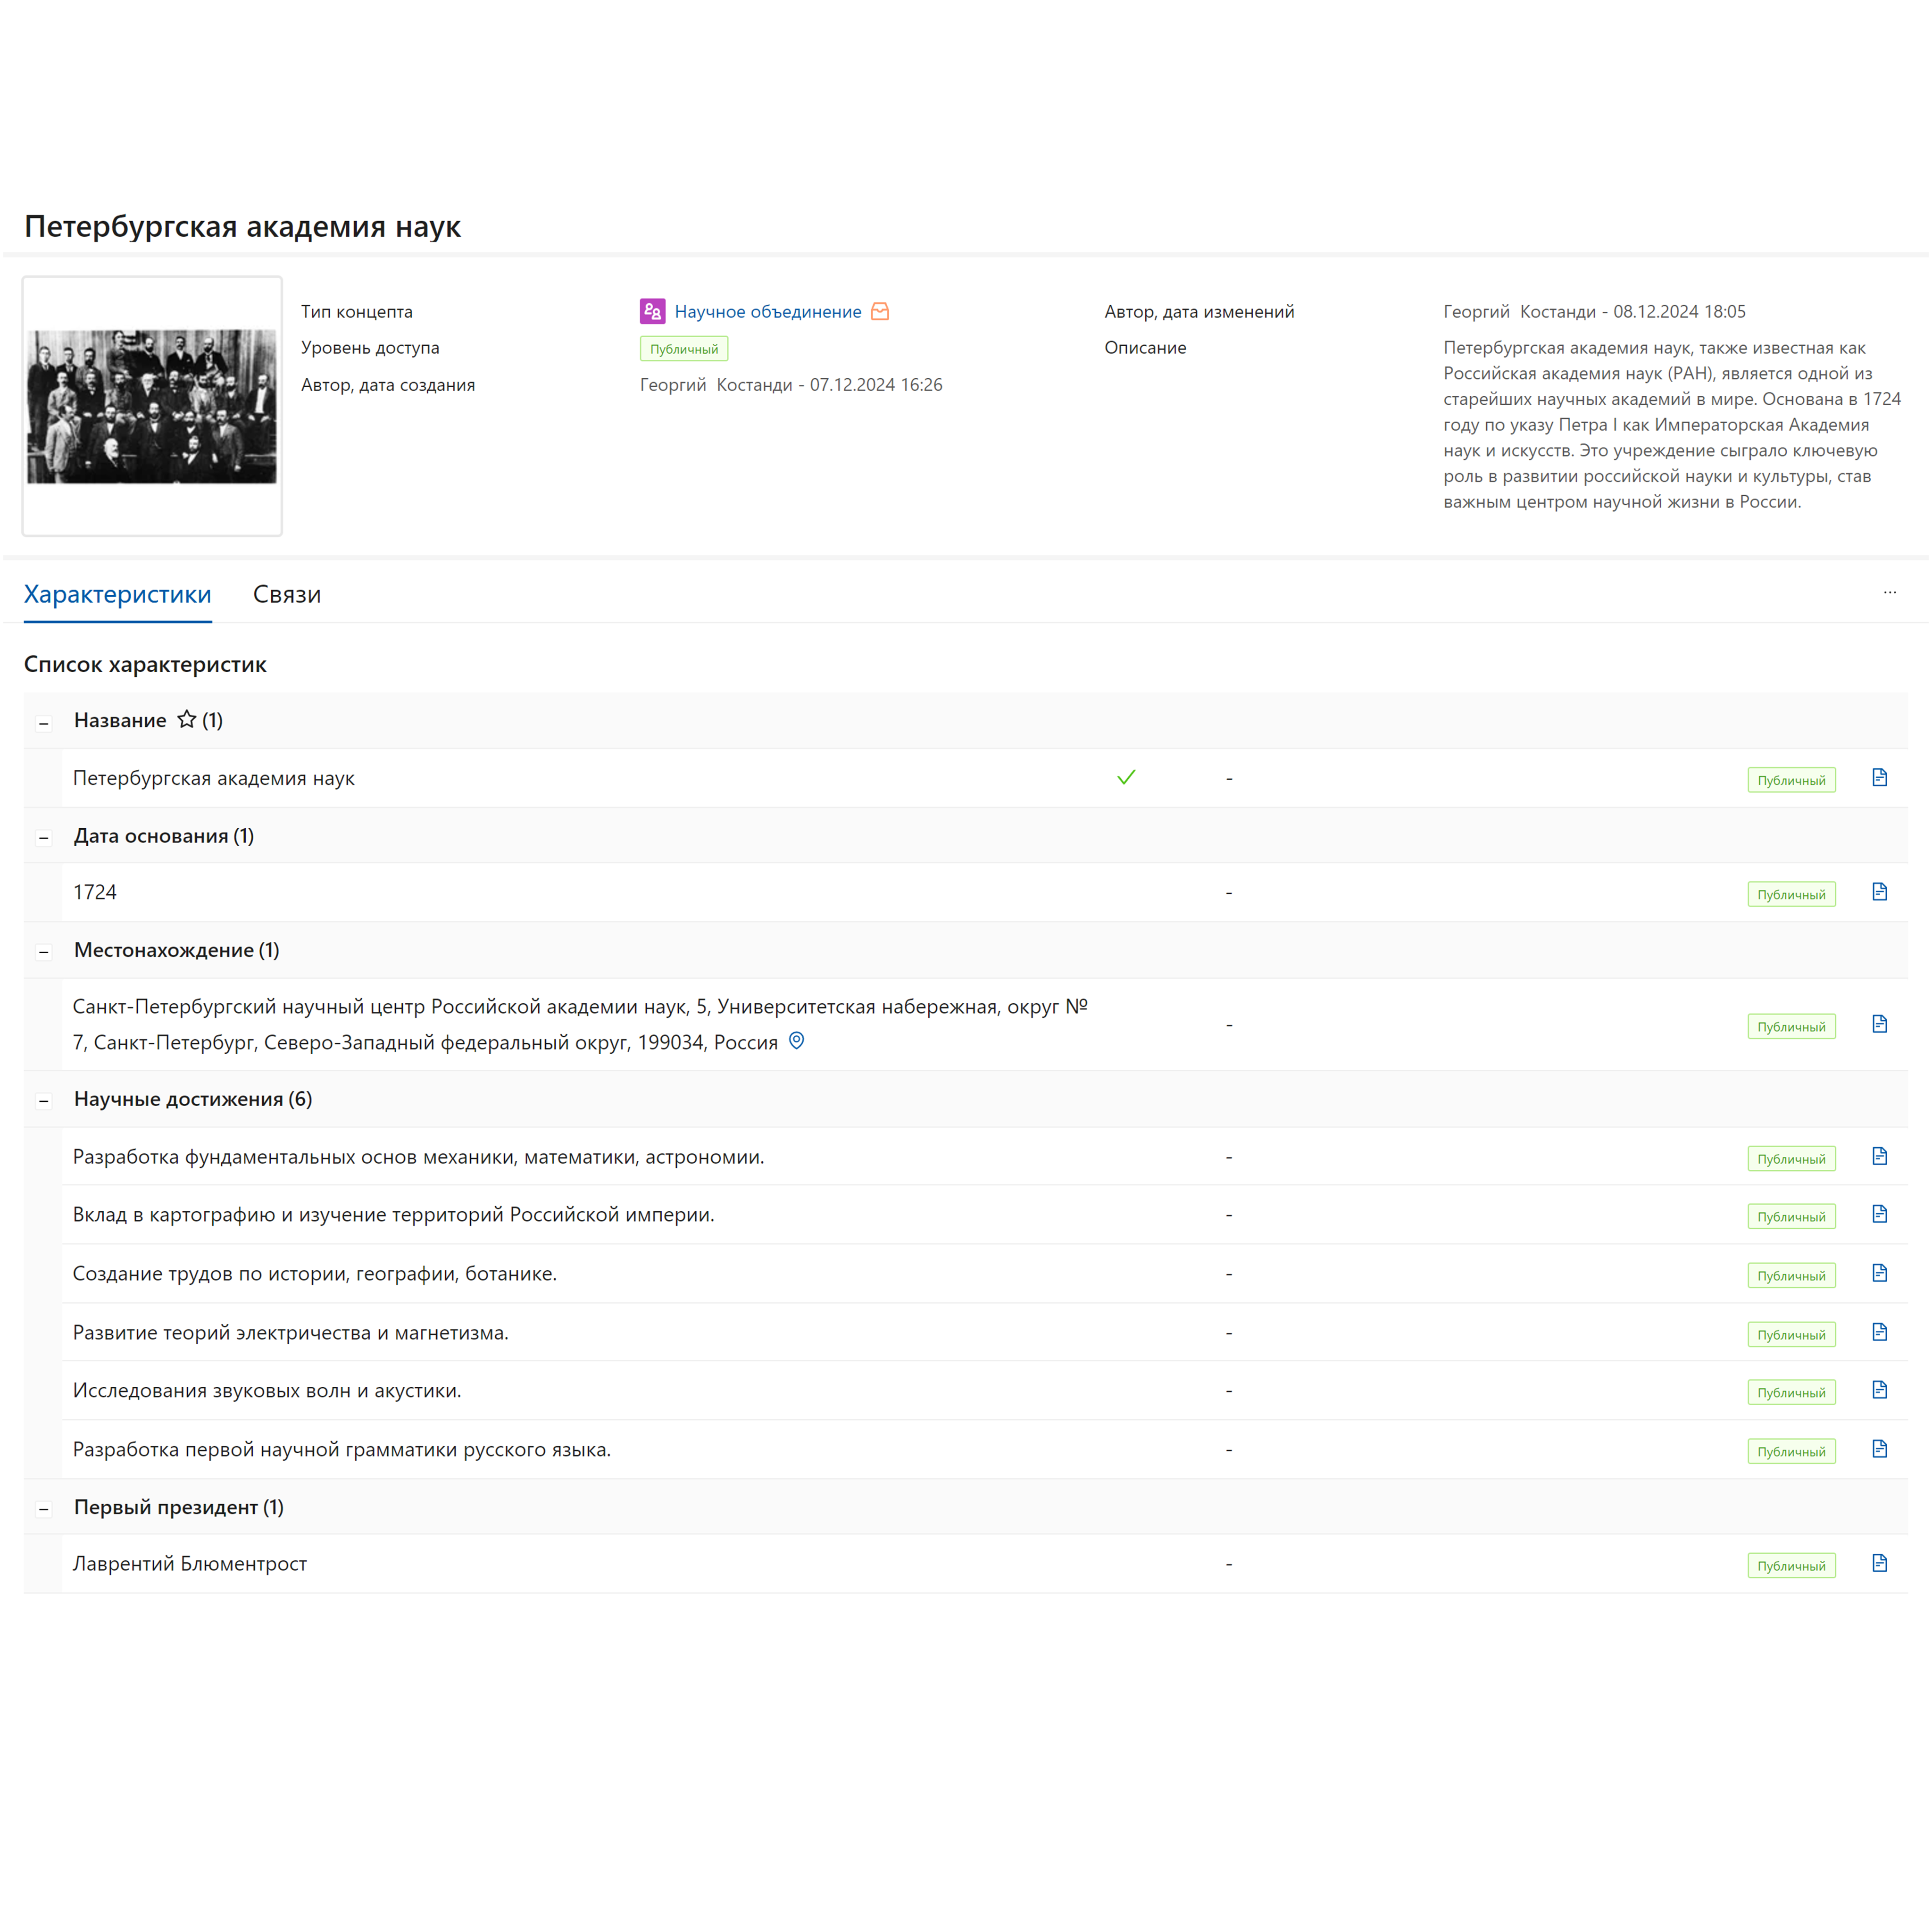 Петербургская академия наук
Тип концепта
Научное объединение
Уровень доступа
Публичный
Автор, дата создания
Георгий Костанди - 07.12.2024 16:26
Автор, дата изменений
Георгий Костанди - 08.12.2024 18:05
Описание
Петербургская академия наук, также известная как
Российская академия наук (РАН), является одной из
старейших научных академий в мире. Основана в 1724
году по указу Петра I как Императорская Академия
наук и искусств. Это учреждение сыграло ключевую
роль в развитии российской науки и культуры, став
важным центром научной жизни в России.
Характеристики Связи ...
Список характеристик
Название (1)
Петербургская академия наук - Публичный
Дата основания (1)
1724 - Публичный
Местонахождение (1)
Санкт-Петербургский научный центр Российской академии наук, 5, Университетская набережная, округ №
7, Санкт-Петербург, Северо-Западный федеральный округ, 199034, Россия
- Публичный
Научные достижения (6)
Разработка фундаментальных основ механики, математики, астрономии. - Публичный
Вклад в картографию и изучение территорий Российской империи. - Публичный
Создание трудов по истории, географии, ботанике. - Публичный
Развитие теорий электричества и магнетизма. - Публичный
Исследования звуковых волн и акустики. - Публичный
Разработка первой научной грамматики русского языка. - Публичный
Первый президент (1)
Лаврентий Блюментрост - Публичный